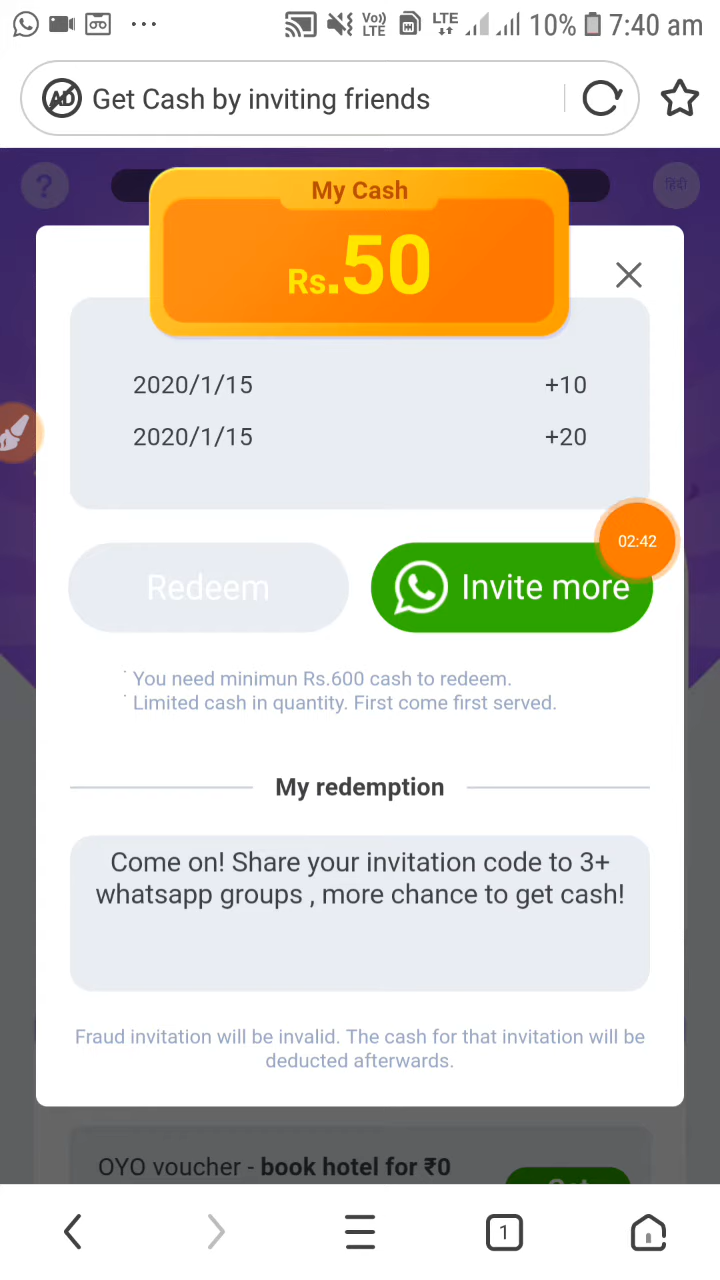 Vo))
LTE
LTE
10%
7:40 am
AD
Get Cash by inviting friends
?
हिंदी
My Cash
Rs.50
2020/1/15 +10
2020/1/15 +20
02:42
Redeem
Invite more
You need minimun Rs.600 cash to redeem.
Limited cash in quantity. First come first served.
My redemption
Come on! Share your invitation code to 3+
whatsapp groups , more chance to get cash!
Fraud invitation will be invalid. The cash for that invitation will be
deducted afterwards.
OYO voucher - book hotel for ₹0
1